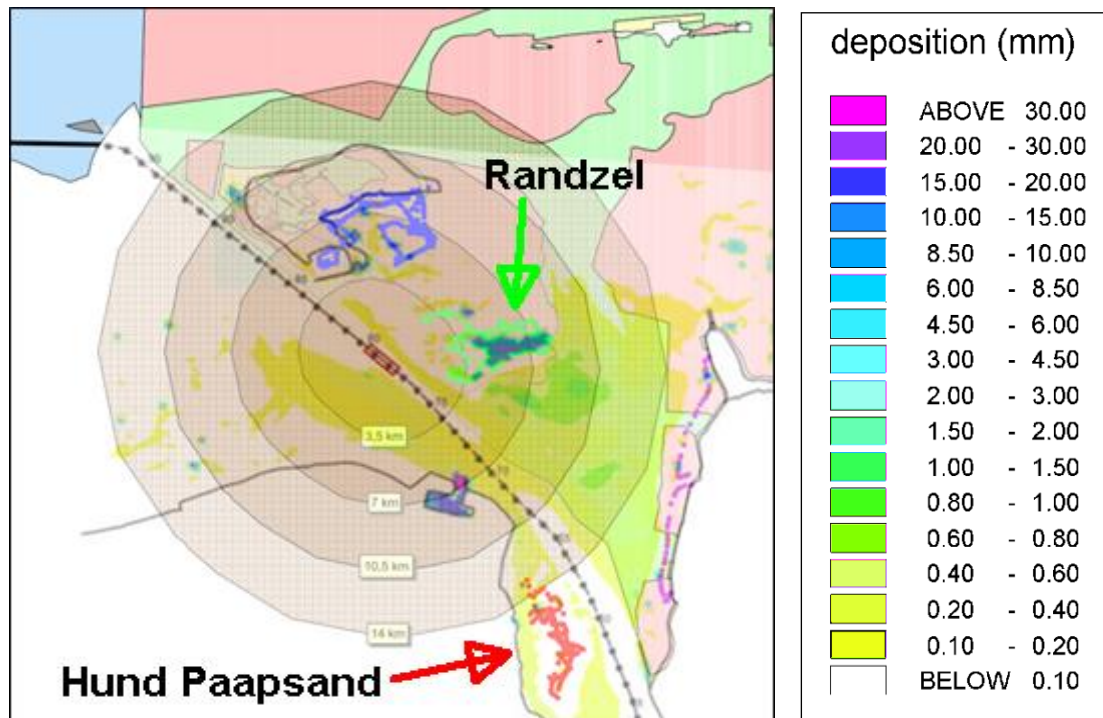 Randzel
3,5 km
7 km
10,5 km
14 km
Hund Paapsand
deposition (mm)
ABOVE 30.00
20.00 - 30.00
15.00 - 20.00
10.00 - 15.00
8.50 - 10.00
6.00 - 8.50
4.50 - 6.00
3.00 - 4.50
2.00 - 3.00
1.50 - 2.00
1.00 - 1.50
0.80 - 1.00
0.60 - 0.80
0.40 - 0.60
0.20 - 0.40
0.10 - 0.20
BELOW 0.10